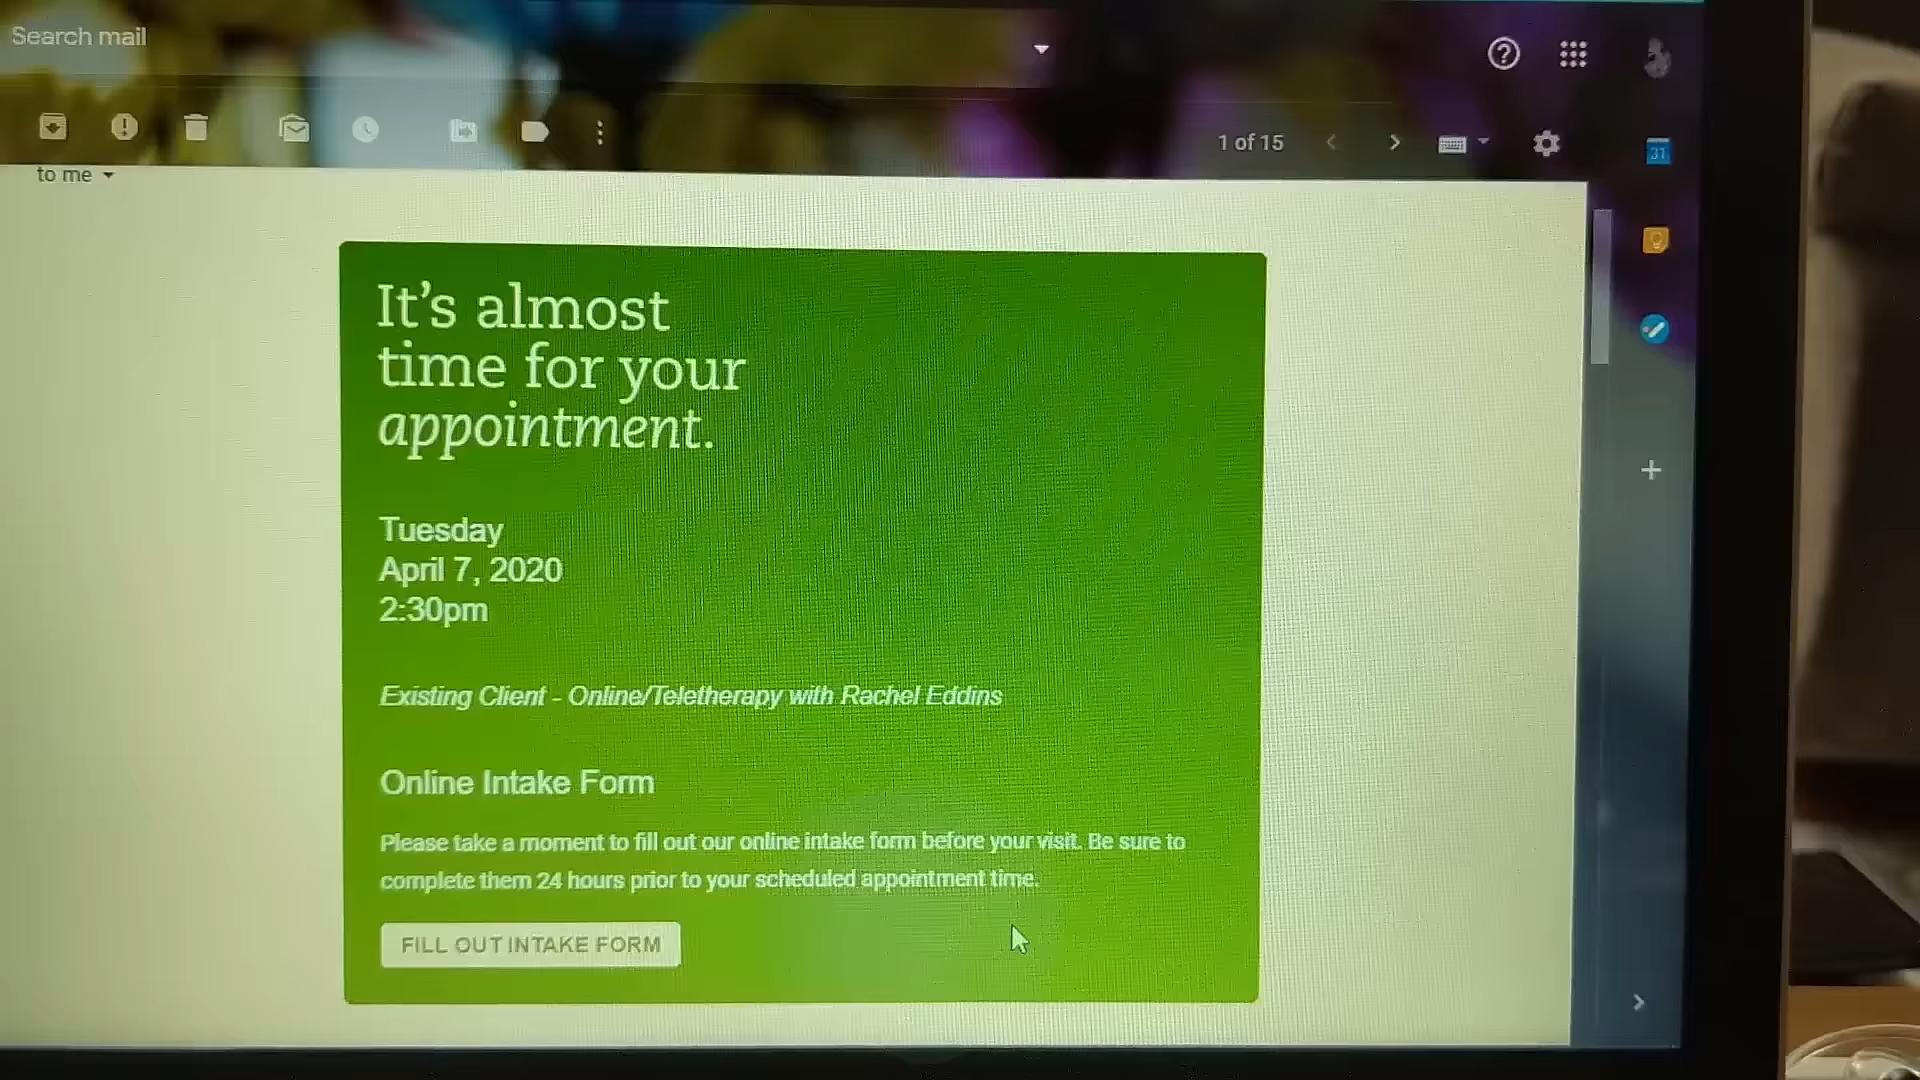 Search mail
1 of 15
31
to me
It's almost
time for your
appointment.
Tuesday
April 7, 2020
2:30pm
Existing Client - Online/Teletherapy with Rachel Eddins
Online Intake Form
Please take a moment to fill out our online intake form before your visit. Be sure to
complete them 24 hours prior to your scheduled appointment time.
FILL OUT INTAKE FORM